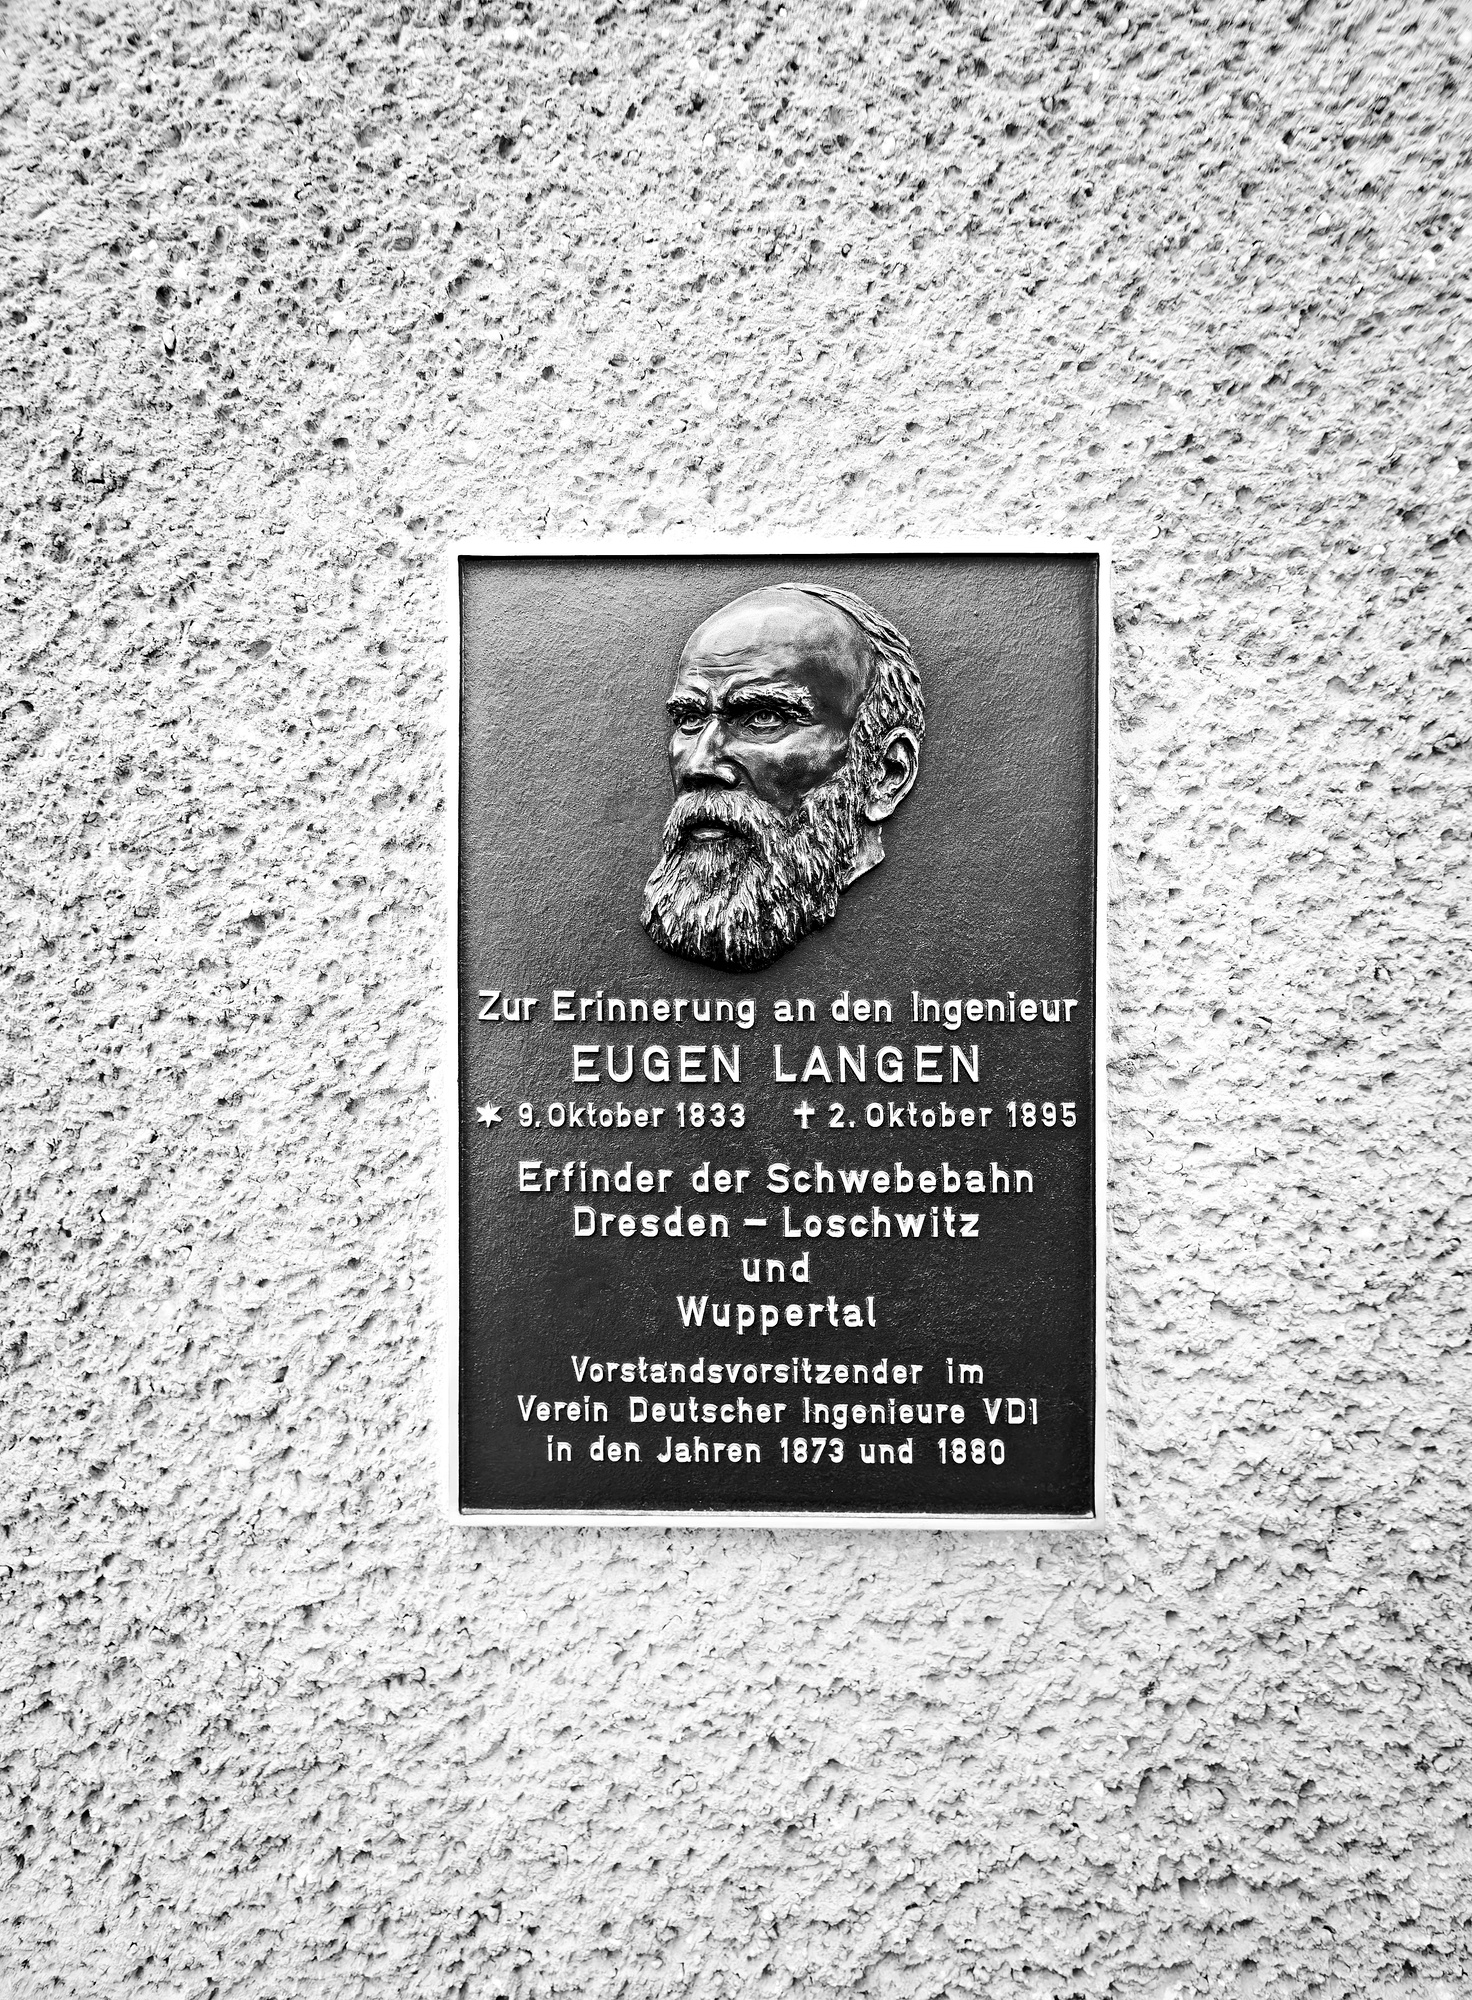 Zur Erinnerung an den Ingenieur
EUGEN LANGEN
✶ 9. Oktober 1833 ✝ 2. Oktober 1895
Erfinder der Schwebebahn
Dresden – Loschwitz
und
Wuppertal
Vorstandsvorsitzender im
Verein Deutscher Ingenieure VDI
in den Jahren 1873 und 1880